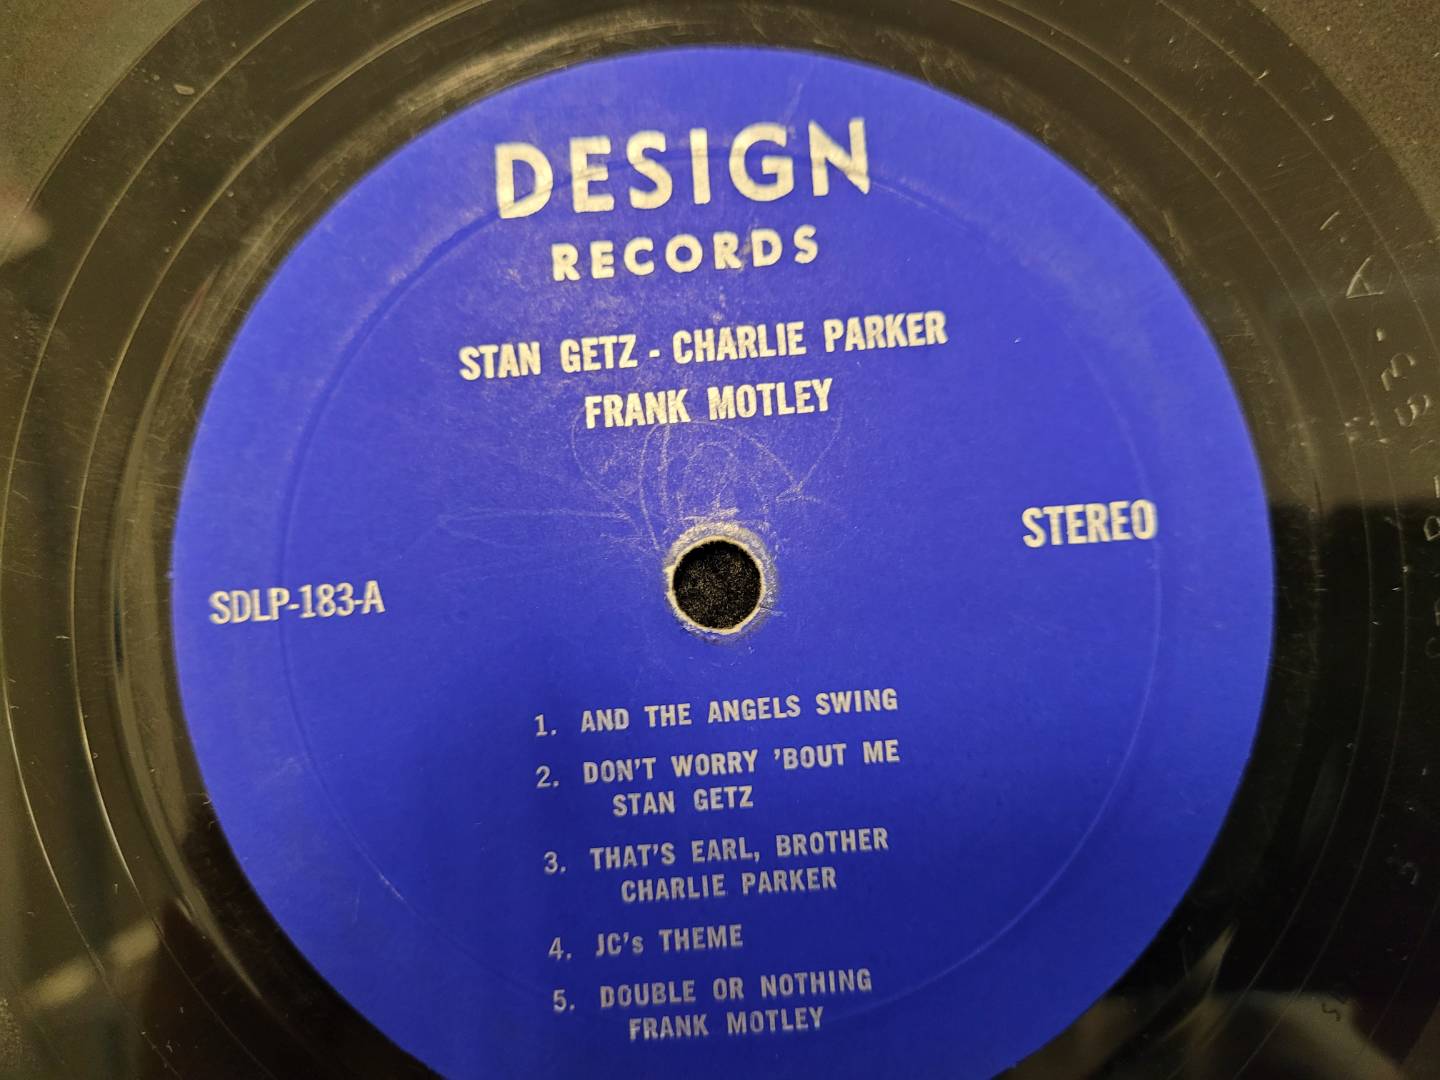 DESIGN
RECORDS
STAN GETZ - CHARLIE PARKER
FRANK MOTLEY
STEREO
SDLP-183-A
1. AND THE ANGELS SWING
2. DON'T WORRY 'BOUT ME
STAN GETZ
3. THAT'S EARL, BROTHER
CHARLIE PARKER
4. JC's THEME
5. DOUBLE OR NOTHING
FRANK MOTLEY